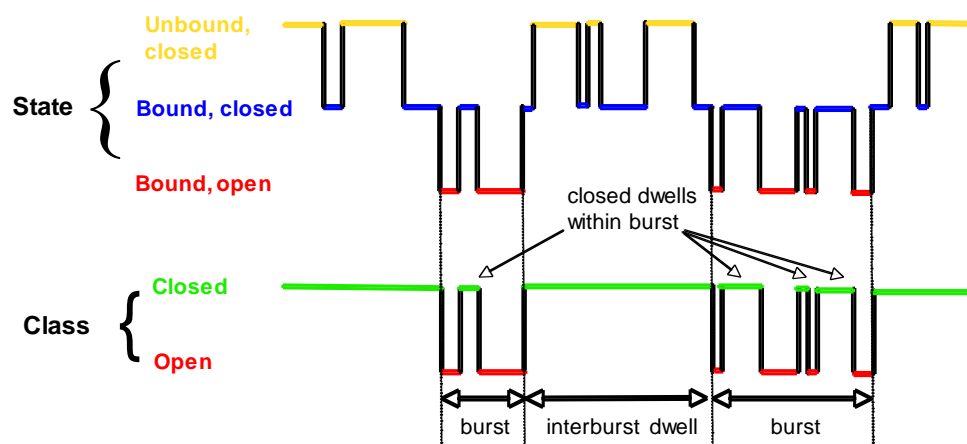 Unbound,
closed
State
Bound, closed
Bound, open
closed dwells
within burst
Closed
Class
Open
burst
interburst dwell
burst